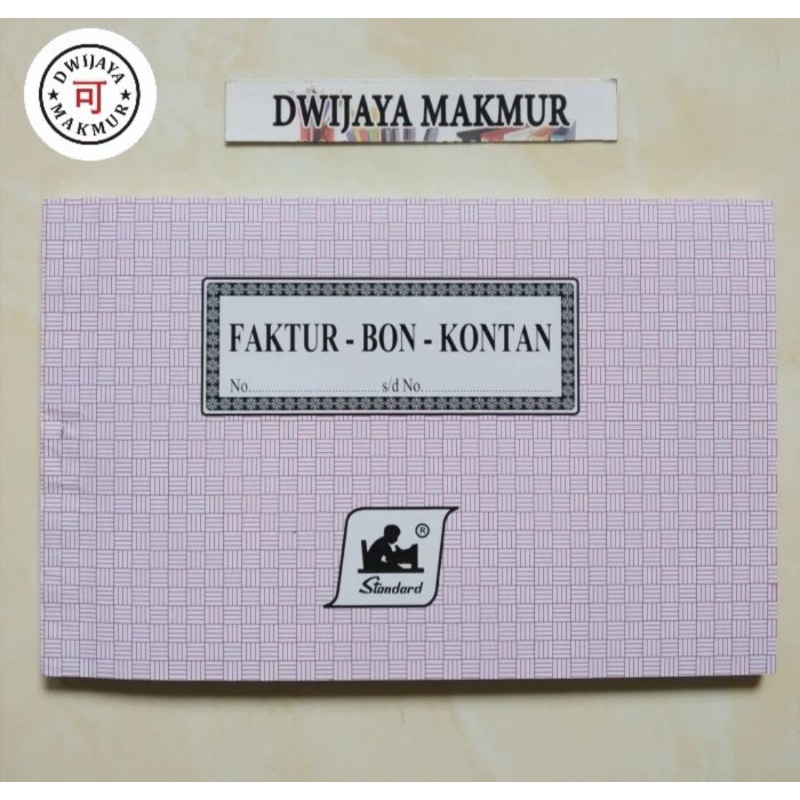 DWIJAYA
可
MAKMUR
DWIJAYA MAKMUR
FAKTUR - BON - KONTAN
No............................... s/d No...............................
®
Standard